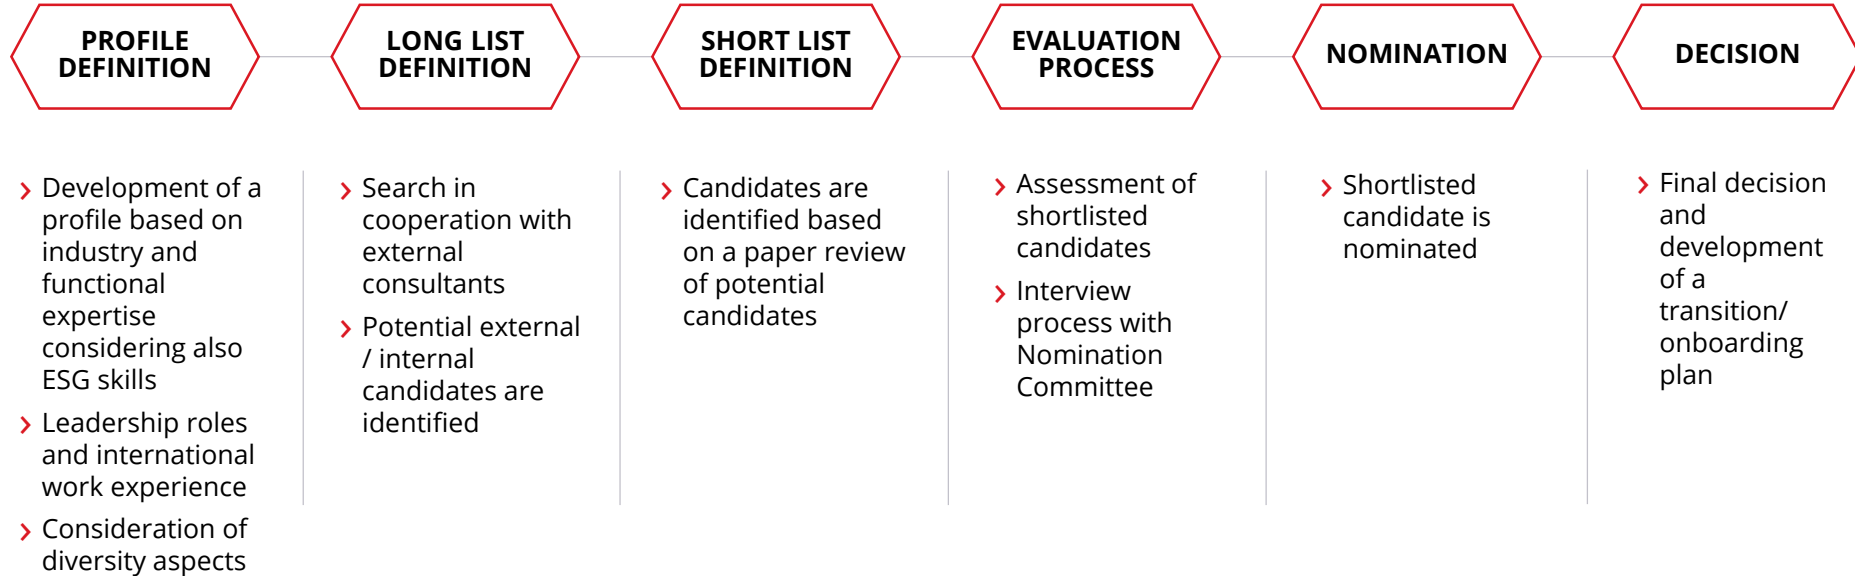 PROFILE
DEFINITION
LONG LIST
DEFINITION
SHORT LIST
DEFINITION
EVALUATION
PROCESS
NOMINATION
DECISION
Development of a
profile based on
industry and
functional
expertise
considering also
ESG skills
Leadership roles
and international
work experience
Consideration of
diversity aspects
Search in
cooperation with
external
consultants
Potential external
/ internal
candidates are
identified
Candidates are
identified based
on a paper review
of potential
candidates
Assessment of
shortlisted
candidates
Interview
process with
Nomination
Committee
Shortlisted
candidate is
nominated
Final decision
and
development
of a
transition/
onboarding
plan